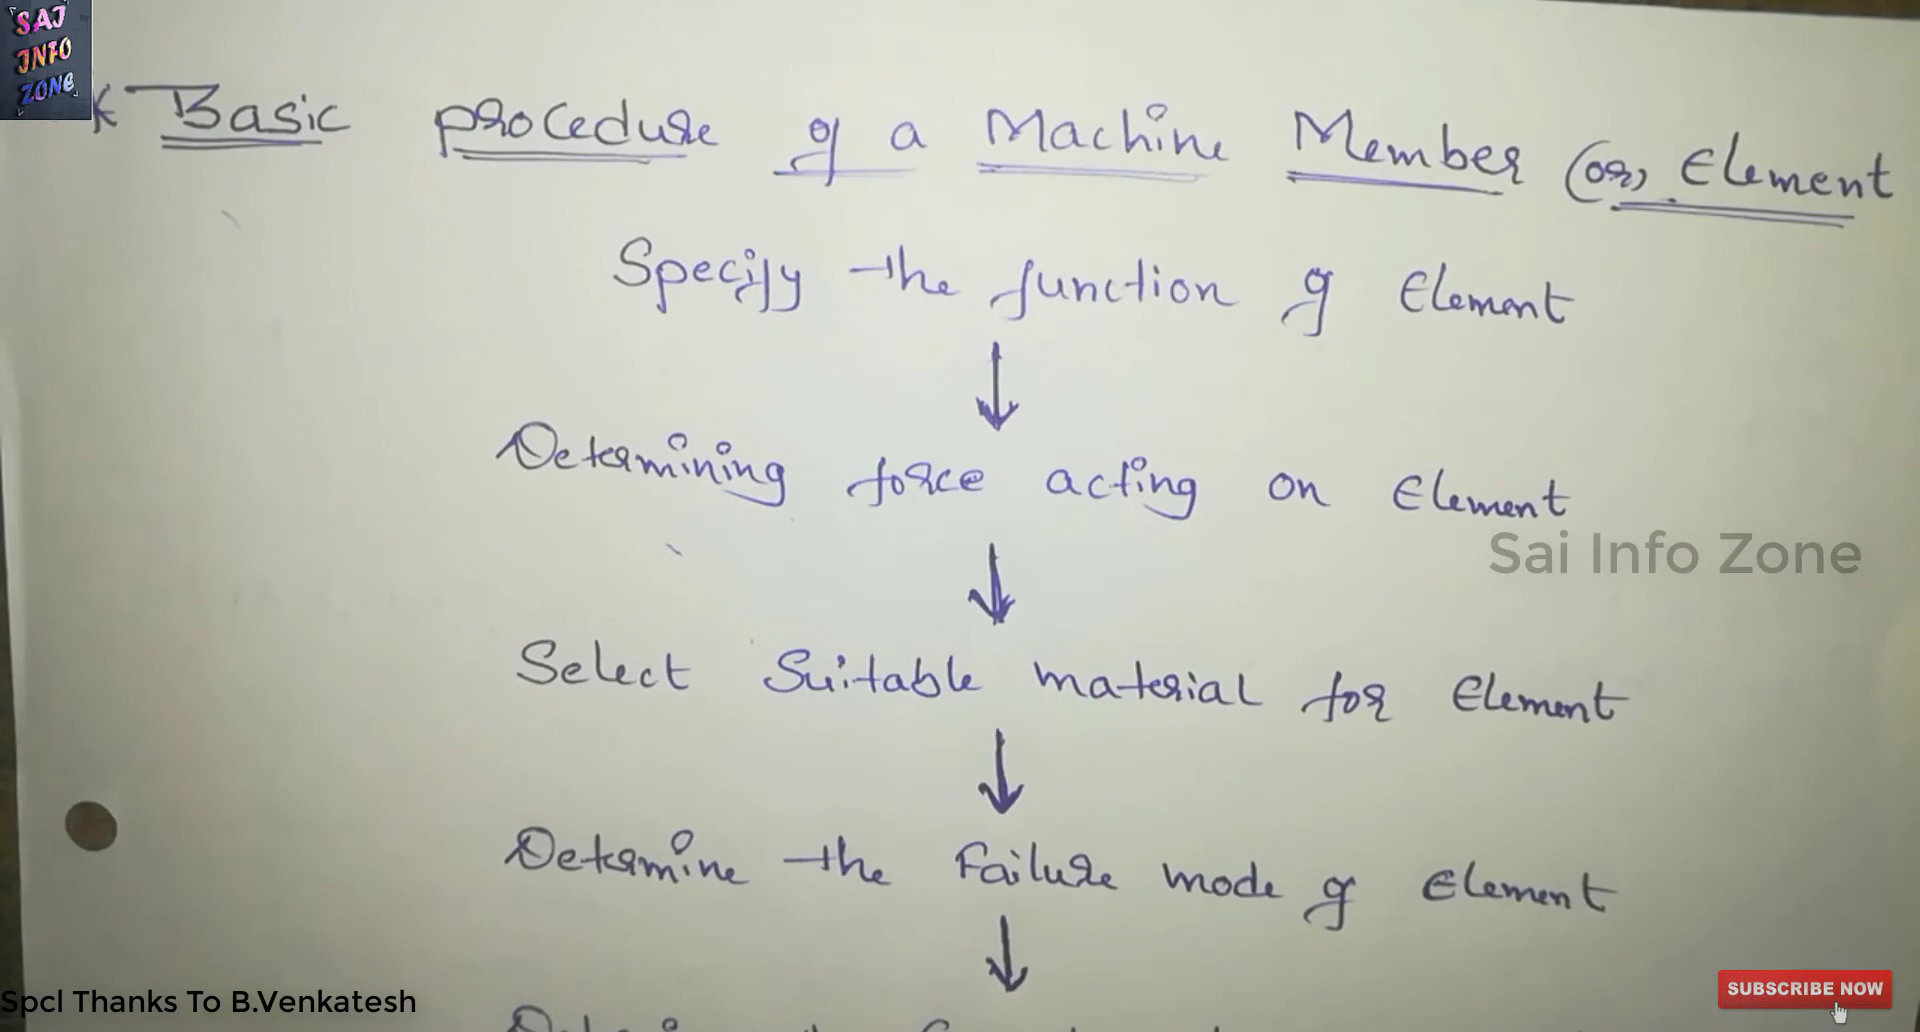 SAI
INFO
ZONE
* Basic procedure of a Machine Member (or) Element
Specify the function of Element
↓
Determining force acting on Element
Sai Info Zone
↓
Select Suitable material for Element
↓
Determine the Failure mode of Element
↓
SUBSCRIBE NOW
Spcl Thanks To B.Venkatesh